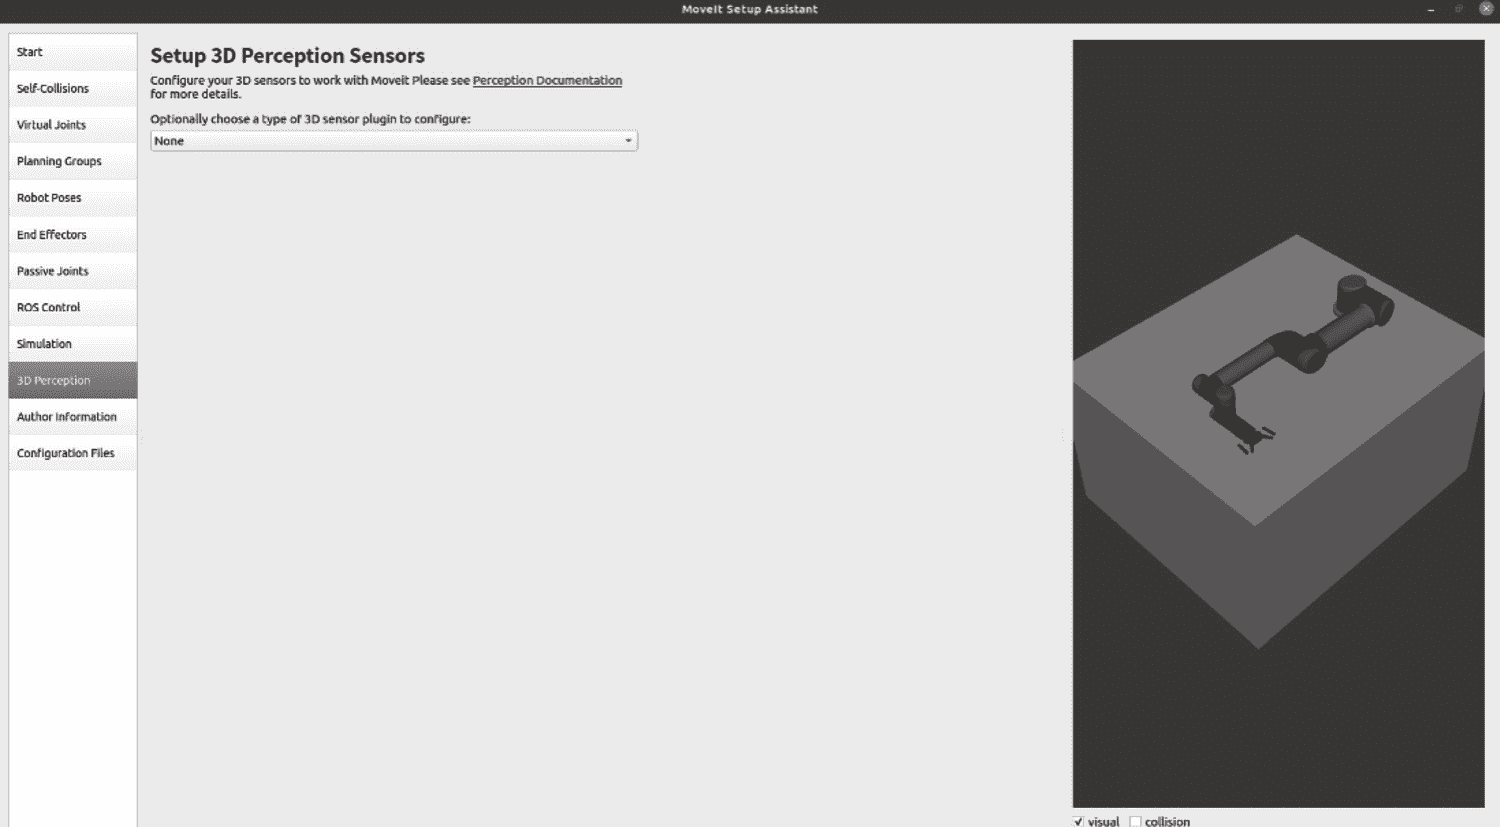 MoveIt Setup Assistant
Start
Self-Collisions
Virtual Joints
Planning Groups
Robot Poses
End Effectors
Passive Joints
ROS Control
Simulation
3D Perception
Author Information
Configuration Files
Setup 3D Perception Sensors
Configure your 3D sensors to work with Moveit Please see Perception Documentation
for more details.
Optionally choose a type of 3D sensor plugin to configure:
None
visual collision